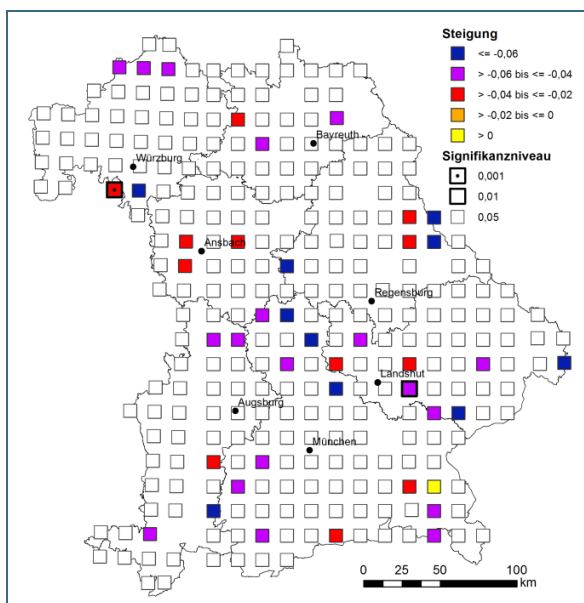 Steigung
<= -0,06
> -0,06 bis <= -0,04
> -0,04 bis <= -0,02
> -0,02 bis <= 0
> 0
Signifikanzniveau
0,001
0,01
0,05
Bayreuth
Würzburg
Ansbach
Regensburg
Landshut
Augsburg
München
0 50 100
km